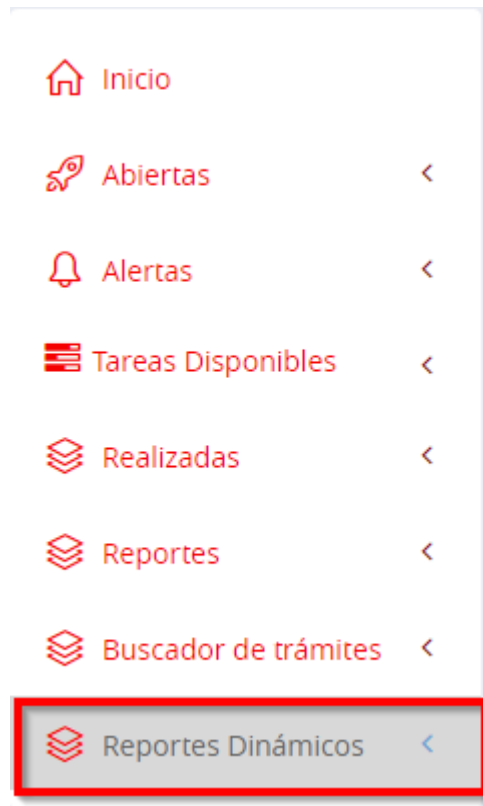 Inicio
Abiertas
Alertas
Tareas Disponibles
Realizadas
Reportes
Buscador de trámites
Reportes Dinámicos